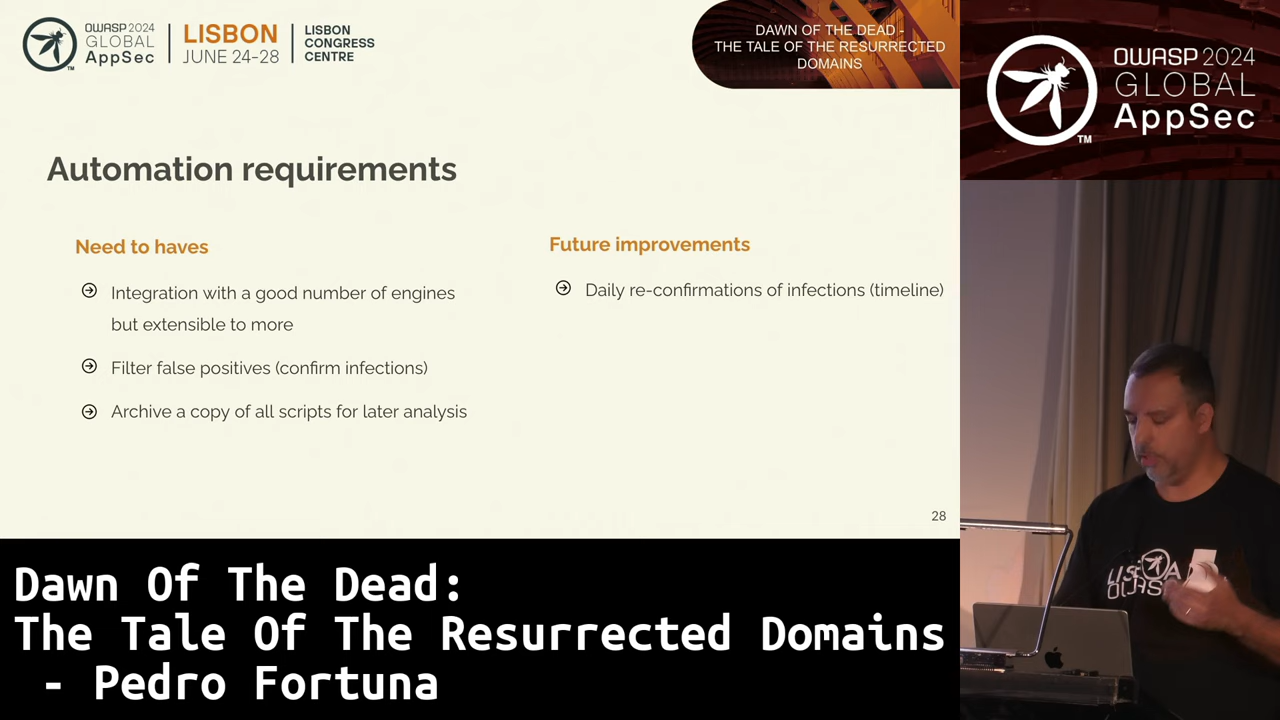 OWASP 2024
GLOBAL
AppSec
TM
LISBON
JUNE 24-28
LISBON
CONGRESS
CENTRE
DAWN OF THE DEAD -
THE TALE OF THE RESURRECTED
DOMAINS
OWASP 2024
GLOBAL
AppSec
TM
Automation requirements
Need to haves
Integration with a good number of engines
but extensible to more
Filter false positives (confirm infections)
Archive a copy of all scripts for later analysis
Future improvements
Daily re-confirmations of infections (timeline)
28
Dawn Of The Dead:
The Tale Of The Resurrected Domains
- Pedro Fortuna